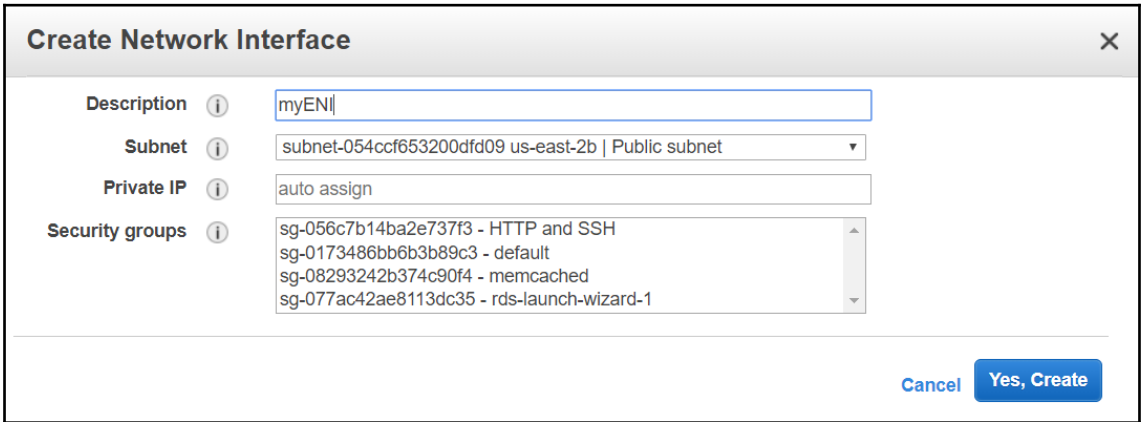 Create Network Interface
Description myENI
Subnet subnet-054ccf653200dfd09 us-east-2b | Public subnet
Private IP auto assign
Security groups sg-056c7b14ba2e737f3 - HTTP and SSH
sg-0173486bb6b3b89c3 - default
sg-08293242b374c90f4 - memcached
sg-077ac42ae8113dc35 - rds-launch-wizard-1
Cancel Yes, Create